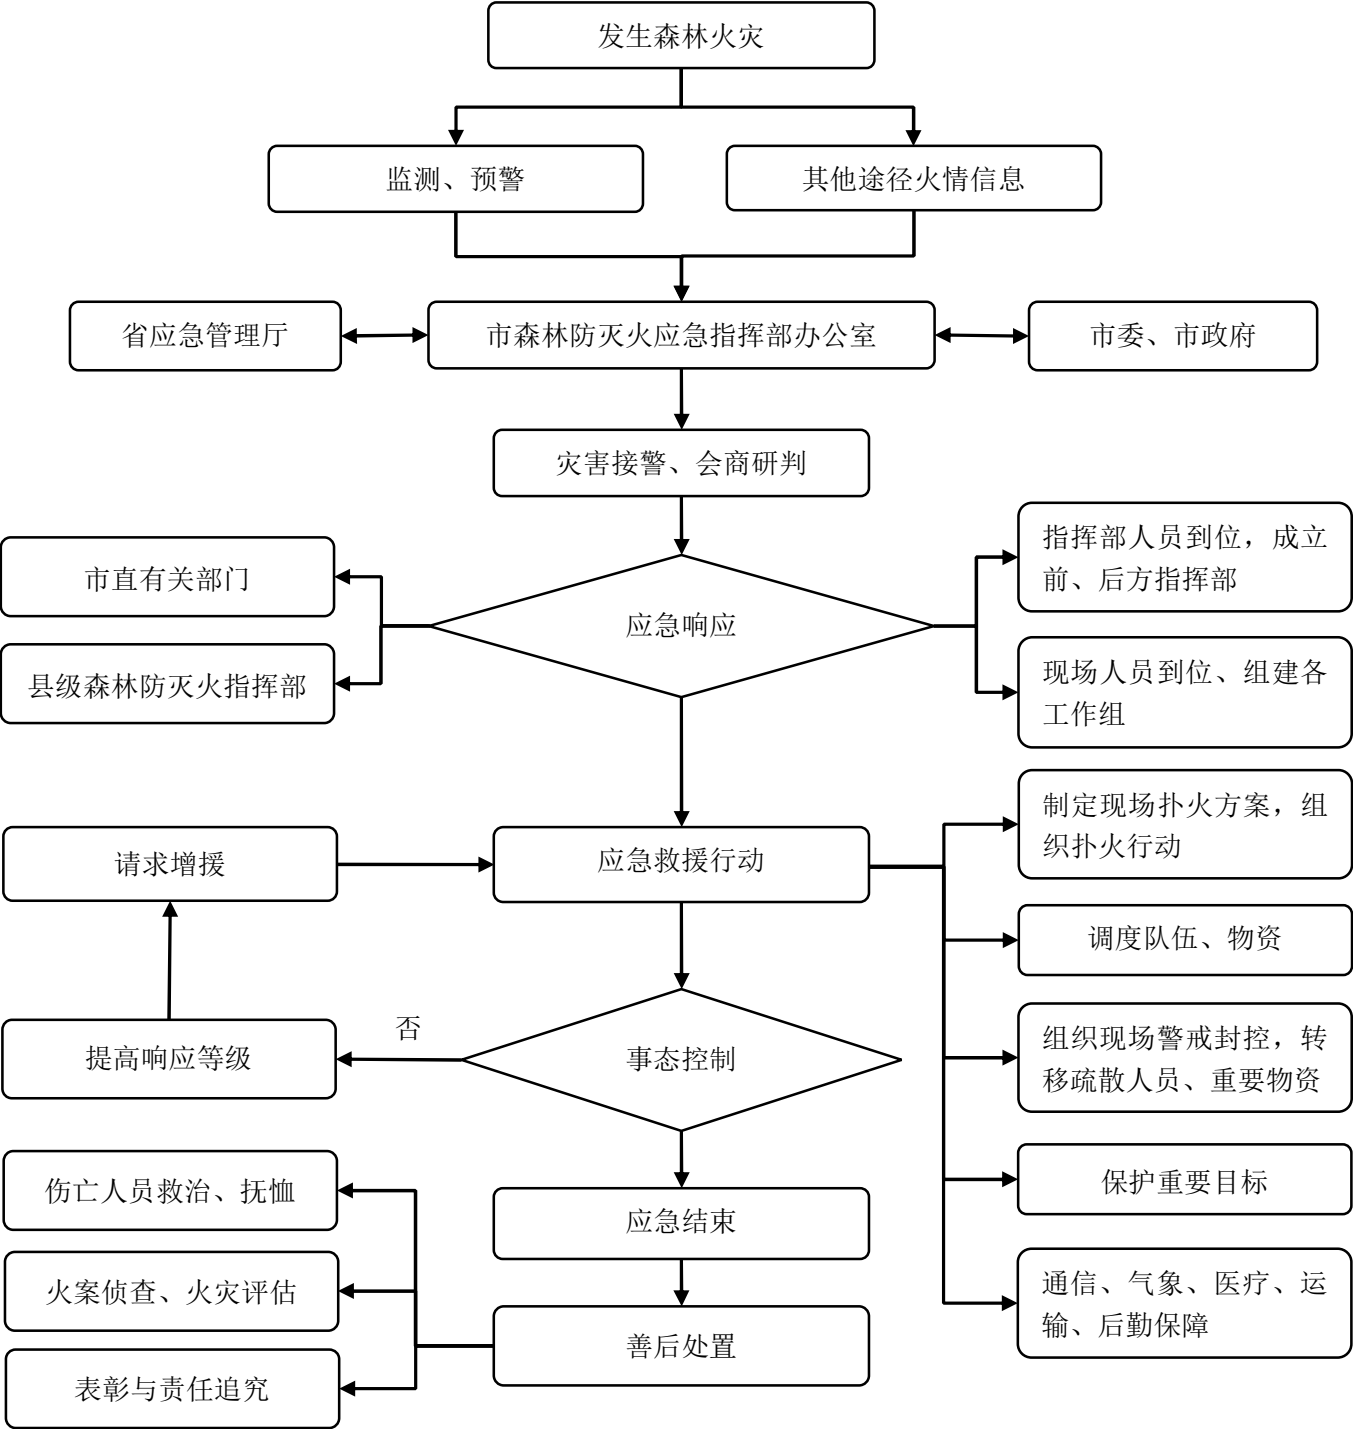 发生森林火灾
监测、预警
其他途径火情信息
省应急管理厅
市森林防灭火应急指挥部办公室
市委、市政府
灾害接警、会商研判
指挥部人员到位，成立
前、后方指挥部
市直有关部门
应急响应
县级森林防灭火指挥部
现场人员到位、组建各
工作组
制定现场扑火方案，组
织扑火行动
请求增援
应急救援行动
调度队伍、物资
否
提高响应等级
事态控制
组织现场警戒封控，转
移疏散人员、重要物资
伤亡人员救治、抚恤
保护重要目标
应急结束
火案侦查、火灾评估
通信、气象、医疗、运
输、后勤保障
善后处置
表彰与责任追究